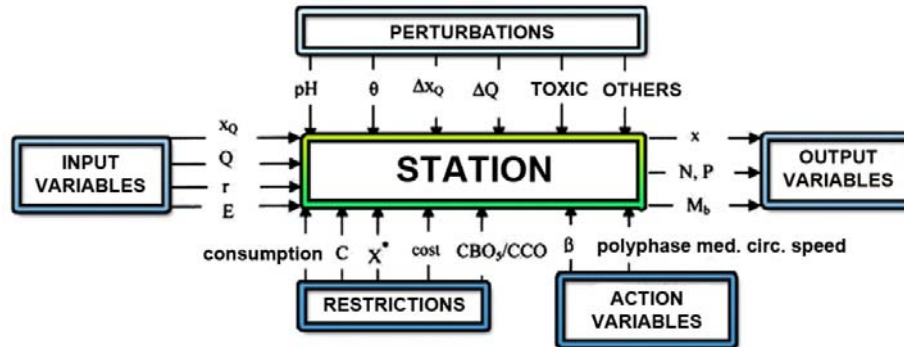 PERTURBATIONS
pH θ Δx_Q ΔQ TOXIC OTHERS
INPUT
VARIABLES
x_Q
Q
r
E
STATION
x
N, P
M_b
OUTPUT
VARIABLES
consumption C X* cost CBO₅/CCO β polyphase med. circ. speed
RESTRICTIONS
ACTION
VARIABLES